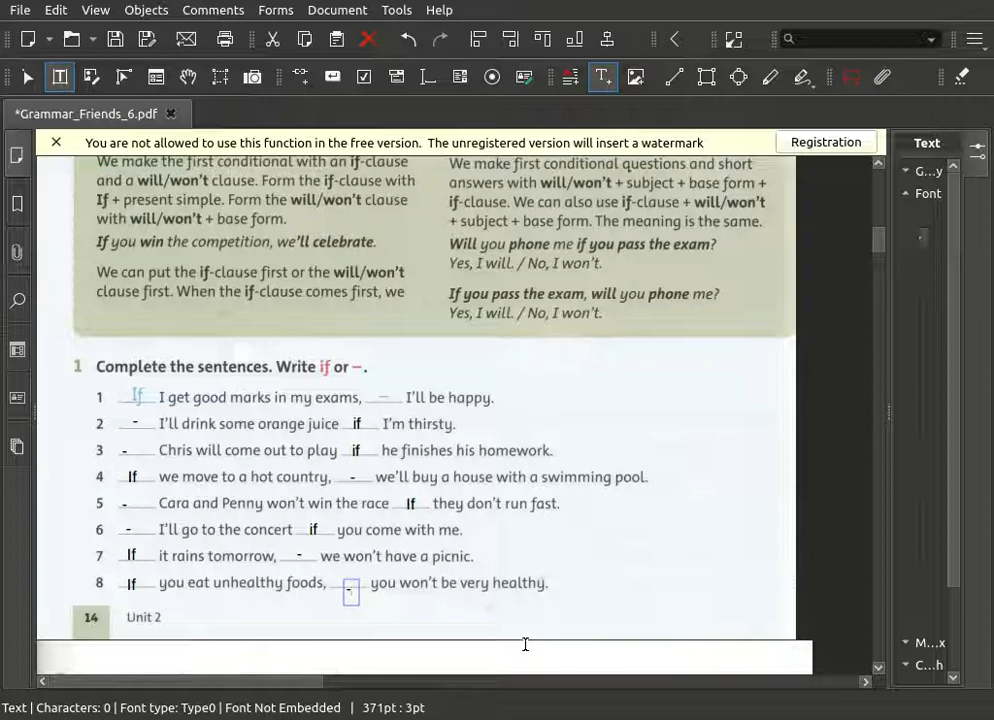 File Edit View Objects Comments Forms Document Tools Help
*Grammar_Friends_6.pdf
You are not allowed to use this function in the free version. The unregistered version will insert a watermark
Registration
Text
G...y
Font
M...x
C...h
We make the first conditional with an if-clause
and a will/won't clause. Form the if-clause with
If + present simple. Form the will/won't clause
with will/won't + base form.
If you win the competition, we'll celebrate.
We can put the if-clause first or the will/won't
clause first. When the if-clause comes first, we
We make first conditional questions and short
answers with will/won't + subject + base form +
if-clause. We can also use if-clause + will/won't
+ subject + base form. The meaning is the same.
Will you phone me if you pass the exam?
Yes, I will. / No, I won't.
If you pass the exam, will you phone me?
Yes, I will. / No, I won't.
1 Complete the sentences. Write if or –.
1 If I get good marks in my exams, – I'll be happy.
2 - I'll drink some orange juice if I'm thirsty.
3 - Chris will come out to play if he finishes his homework.
4 If we move to a hot country, - we'll buy a house with a swimming pool.
5 - Cara and Penny won't win the race If they don't run fast.
6 - I'll go to the concert if you come with me.
7 If it rains tomorrow, - we won't have a picnic.
8 If you eat unhealthy foods, - you won't be very healthy.
14 Unit 2
Text | Characters: 0 | Font type: Type0 | Font Not Embedded | 371pt : 3pt